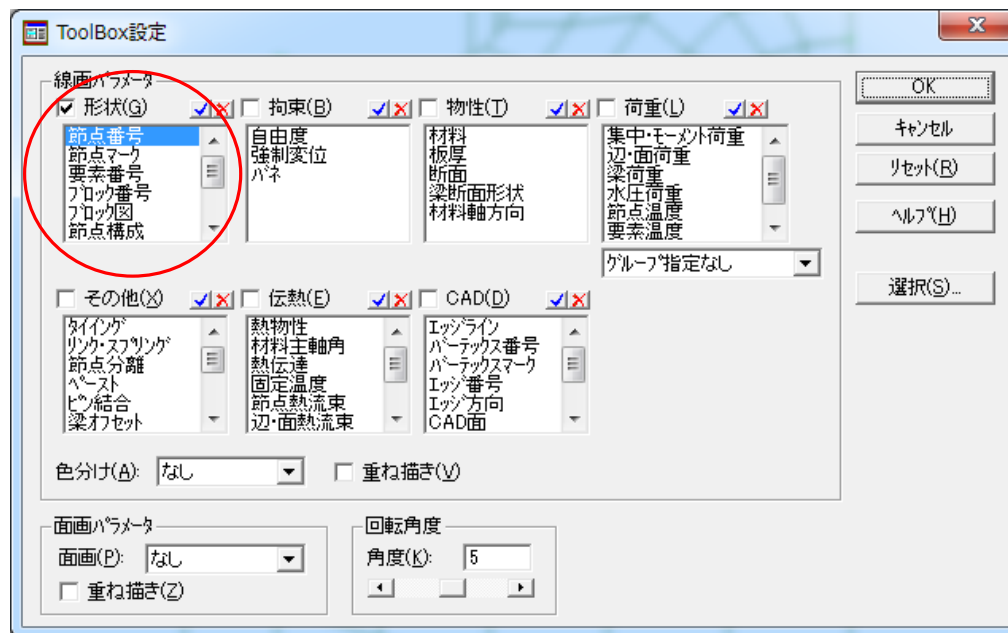 ToolBox設定
線画ﾊﾟﾗﾒｰﾀ
形状(G)
節点番号
節点ﾏｰｸ
要素番号
ﾌﾞﾛｯｸ番号
ﾌﾞﾛｯｸ図
節点構成
拘束(B)
自由度
強制変位
ﾊﾞﾈ
物性(T)
材料
板厚
断面
梁断面形状
材料軸方向
荷重(L)
集中・ﾓｰﾒﾝﾄ荷重
辺・面荷重
梁荷重
水圧荷重
節点温度
要素温度
ｸﾞﾙｰﾌﾟ指定なし
その他(X)
ﾀｲｲﾝｸﾞ
ﾘﾝｸ・ｽﾌﾟﾘﾝｸﾞ
節点分離
ﾍﾟｰｽﾄ
ﾋﾟﾝ結合
梁ｵﾌｾｯﾄ
伝熱(E)
熱物性
材料主軸角
熱伝達
固定温度
節点熱流束
辺・面熱流束
CAD(D)
ｴｯｼﾞﾗｲﾝ
ﾊﾞｰﾃｯｸｽ番号
ﾊﾞｰﾃｯｸｽﾏｰｸ
ｴｯｼﾞ番号
ｴｯｼﾞ方向
CAD面
色分け(A): なし
重ね描き(V)
面画ﾊﾟﾗﾒｰﾀ
面画(P): なし
重ね描き(Z)
回転角度
角度(K): 5
OK
ｷｬﾝｾﾙ
ﾘｾｯﾄ(R)
ﾍﾙﾌﾟ(H)
選択(S)...